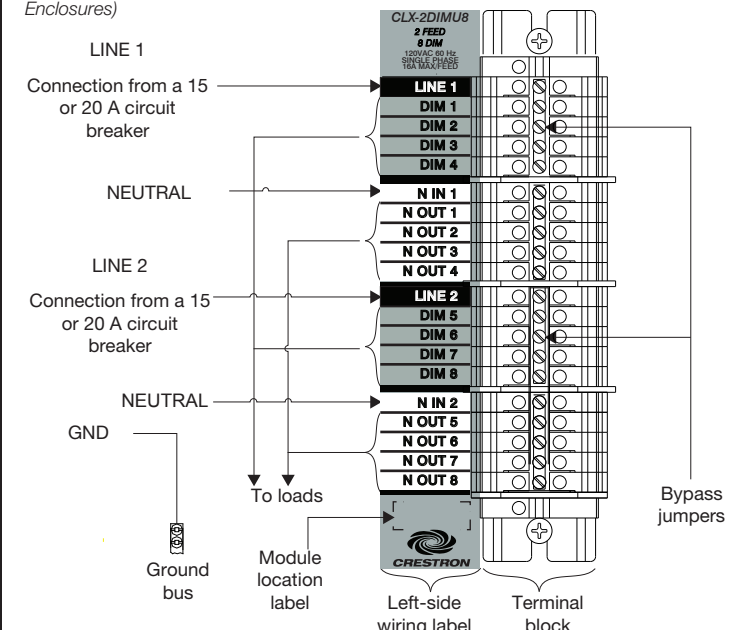 Enclosures)
LINE 1
Connection from a 15
or 20 A circuit
breaker
NEUTRAL
LINE 2
Connection from a 15
or 20 A circuit
breaker
NEUTRAL
GND
Ground
bus
To loads
Module
location
label
CLX-2DIMU8
2 FEED
8 DIM
120VAC 60 Hz
SINGLE PHASE
16A MAX/FEED
LINE 1
DIM 1
DIM 2
DIM 3
DIM 4
N IN 1
N OUT 1
N OUT 2
N OUT 3
N OUT 4
LINE 2
DIM 5
DIM 6
DIM 7
DIM 8
N IN 2
N OUT 5
N OUT 6
N OUT 7
N OUT 8
CRESTRON
Left-side
wiring label
Terminal
block
Bypass
jumpers